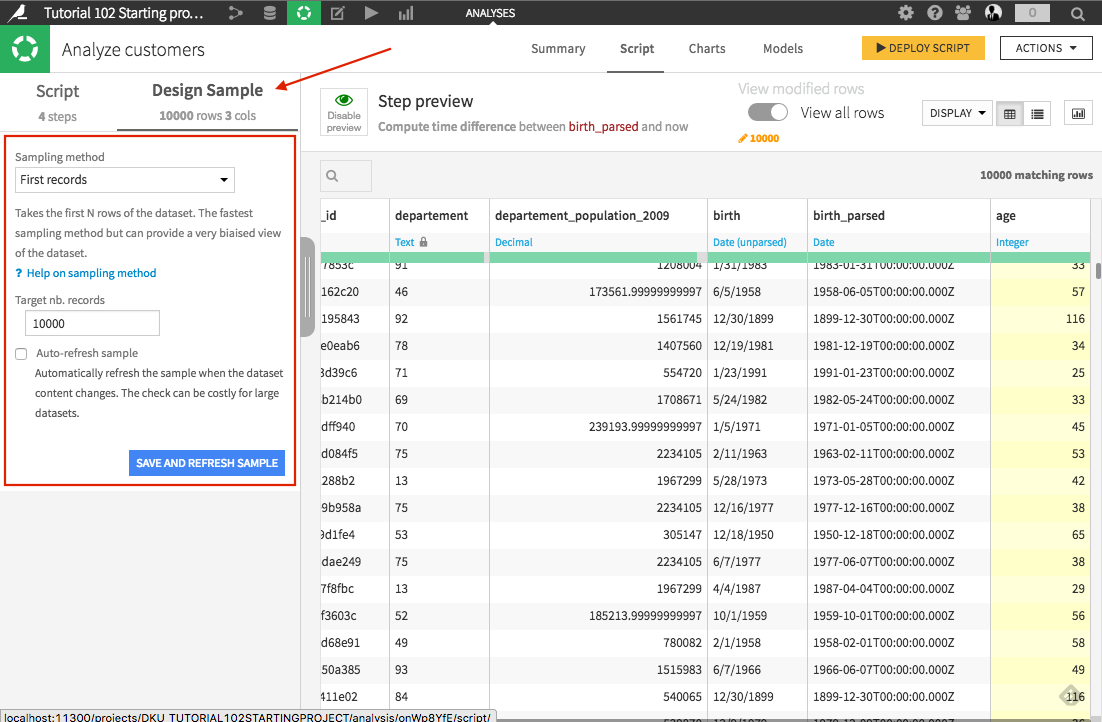 Tutorial 102 Starting pro... ANALYSES 0
Analyze customers Summary Script Charts Models DEPLOY SCRIPT ACTIONS
Script Design Sample
4 steps 10000 rows 3 cols
Disable preview
Step preview
Compute time difference between birth_parsed and now
View modified rows
View all rows
10000
DISPLAY
Sampling method
First records
Takes the first N rows of the dataset. The fastest
sampling method but can provide a very biaised view
of the dataset.
? Help on sampling method
Target nb. records
10000
Auto-refresh sample
Automatically refresh the sample when the dataset
content changes. The check can be costly for large
datasets.
SAVE AND REFRESH SAMPLE
10000 matching rows
_id departement departement_population_2009 birth birth_parsed age
Text Decimal Date (unparsed) Date Integer
7853c 91 1208004 1/31/1983 1983-01-31T00:00:00.000Z 33
162c20 46 173561.99999999997 6/5/1958 1958-06-05T00:00:00.000Z 57
195843 92 1561745 12/30/1899 1899-12-30T00:00:00.000Z 116
e0eab6 78 1407560 12/19/1981 1981-12-19T00:00:00.000Z 34
3d39c6 71 554720 1/23/1991 1991-01-23T00:00:00.000Z 25
b214b0 69 1708671 5/24/1982 1982-05-24T00:00:00.000Z 33
dff940 70 239193.99999999997 1/5/1971 1971-01-05T00:00:00.000Z 45
d084f5 75 2234105 2/11/1963 1963-02-11T00:00:00.000Z 53
288b2 13 1967299 5/28/1973 1973-05-28T00:00:00.000Z 42
9b958a 75 2234105 12/16/1977 1977-12-16T00:00:00.000Z 38
9d1fe4 53 305147 12/18/1950 1950-12-18T00:00:00.000Z 65
dae249 75 2234105 6/7/1977 1977-06-07T00:00:00.000Z 38
7f8fbc 13 1967299 4/4/1987 1987-04-04T00:00:00.000Z 29
f3603c 52 185213.99999999997 10/1/1959 1959-10-01T00:00:00.000Z 56
d68e91 49 780082 2/1/1958 1958-02-01T00:00:00.000Z 58
50a385 93 1515983 6/7/1966 1966-06-07T00:00:00.000Z 49
411e02 84 540065 12/30/1899 1899-12-30T00:00:00.000Z 116
localhost:11300/projects/DKU_TUTORIAL102STARTINGPROJECT/analysis/onWp8YfE/script/